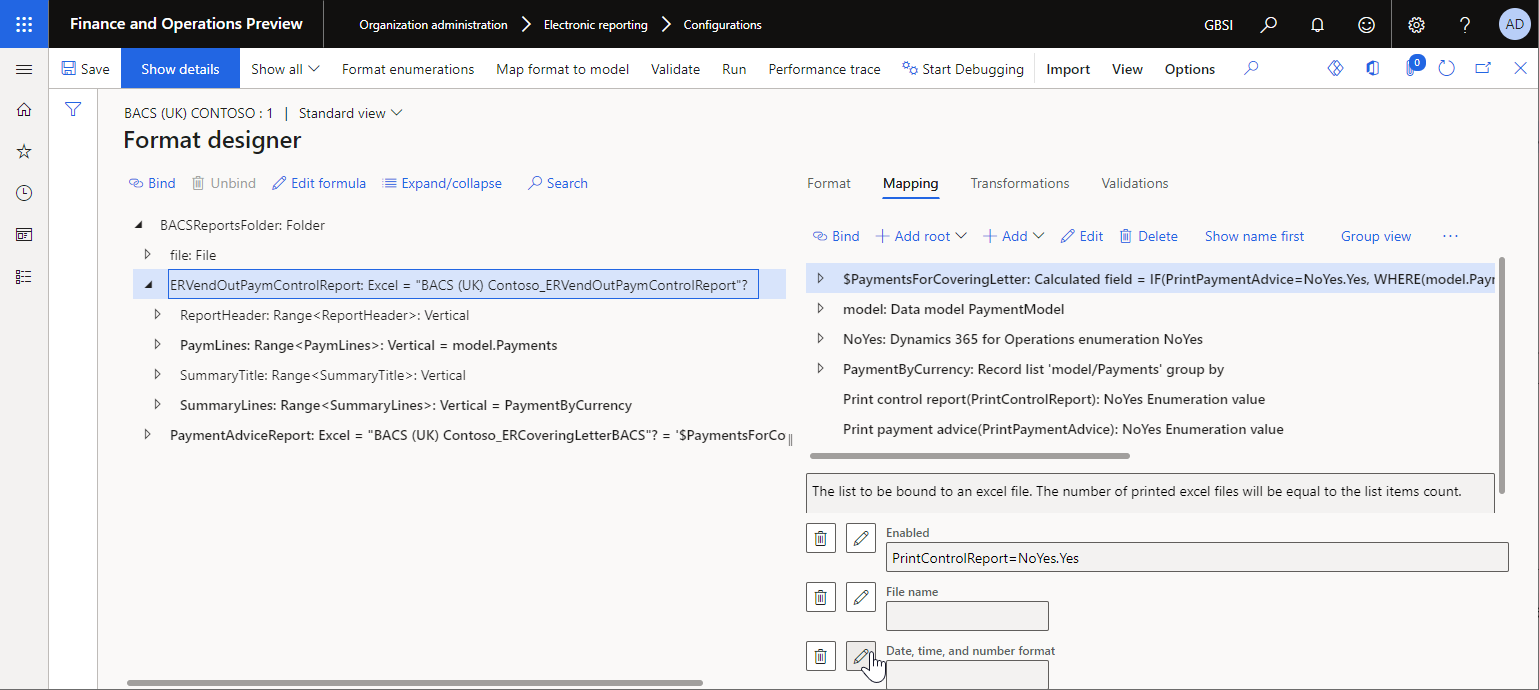 Finance and Operations Preview
Organization administration
Electronic reporting
Configurations
GBSI
?
AD
Save
Show details
Show all
Format enumerations
Map format to model
Validate
Run
Performance trace
Start Debugging
Import
View
Options
0
BACS (UK) CONTOSO : 1 | Standard view
Format designer
Bind
Unbind
Edit formula
Expand/collapse
Search
BACSReportsFolder: Folder
file: File
ERVendOutPaymControlReport: Excel = "BACS (UK) Contoso_ERVendOutPaymControlReport"?
ReportHeader: Range<ReportHeader>: Vertical
PaymLines: Range<PaymLines>: Vertical = model.Payments
SummaryTitle: Range<SummaryTitle>: Vertical
SummaryLines: Range<SummaryLines>: Vertical = PaymentByCurrency
PaymentAdviceReport: Excel = "BACS (UK) Contoso_ERCoveringLetterBACS"? = '$PaymentsForCo
Format
Mapping
Transformations
Validations
Bind
Add root
Add
Edit
Delete
Show name first
Group view
...
$PaymentsForCoveringLetter: Calculated field = IF(PrintPaymentAdvice=NoYes.Yes, WHERE(model.Payr
model: Data model PaymentModel
NoYes: Dynamics 365 for Operations enumeration NoYes
PaymentByCurrency: Record list 'model/Payments' group by
Print control report(PrintControlReport): NoYes Enumeration value
Print payment advice(PrintPaymentAdvice): NoYes Enumeration value
The list to be bound to an excel file. The number of printed excel files will be equal to the list items count.
Enabled
PrintControlReport=NoYes.Yes
File name
Date, time, and number format